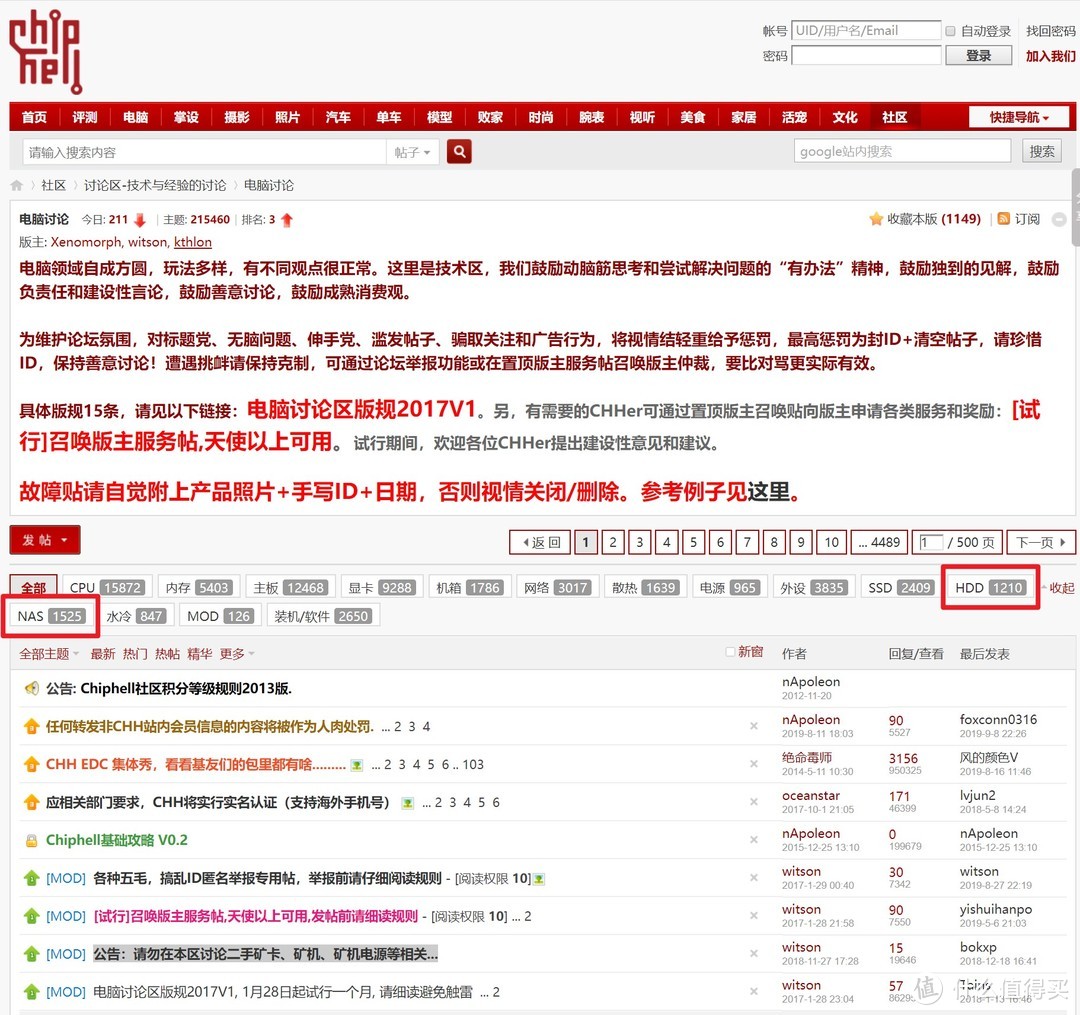 chip
hell
帐号 UID/用户名/Email 自动登录 找回密码
密码 登录 加入我们
首页 评测 电脑 掌设 摄影 照片 汽车 单车 模型 败家 时尚 腕表 视听 美食 家居 活宠 文化 社区 快捷导航
请输入搜索内容 帖子 google站内搜索 搜索
社区 讨论区-技术与经验的讨论 电脑讨论
电脑讨论 今日: 211 主题: 215460 排名: 3 收藏本版 (1149) 订阅
版主: Xenomorph, witson, kthlon
电脑领域自成方圆，玩法多样，有不同观点很正常。这里是技术区，我们鼓励动脑筋思考和尝试解决问题的“有办法”精神，鼓励独到的见解，鼓励
负责任和建设性言论，鼓励善意讨论，鼓励成熟消费观。
为维护论坛氛围，对标题党、无脑问题、伸手党、滥发帖子、骗取关注和广告行为，将视情结轻重给予惩罚，最高惩罚为封ID+清空帖子，请珍惜
ID，保持善意讨论！遭遇挑衅请保持克制，可通过论坛举报功能或在置顶版主服务帖召唤版主仲裁，要比对骂更实际有效。
具体版规15条，请见以下链接：电脑讨论区版规2017V1。另，有需要的CHHer可通过置顶版主召唤贴向版主申请各类服务和奖励：[试
行]召唤版主服务帖,天使以上可用。试行期间，欢迎各位CHHer提出建设性意见和建议。
故障贴请自觉附上产品照片+手写ID+日期，否则视情关闭/删除。参考例子见这里。
发帖 返回 1 2 3 4 5 6 7 8 9 10 ... 4489 1 / 500 页 下一页
全部 CPU 15872 内存 5403 主板 12468 显卡 9288 机箱 1786 网络 3017 散热 1639 电源 965 外设 3835 SSD 2409 HDD 1210 收起
NAS 1525 水冷 847 MOD 126 装机/软件 2650
全部主题 最新 热门 热帖 精华 更多 新窗 作者 回复/查看 最后发表
公告: Chiphell社区积分等级规则2013版. nApoleon
2012-11-20
任何转发非CHH站内会员信息的内容将被作为人肉处罚. ... 2 3 4 nApoleon 90 foxconn0316
2019-8-11 18:03 5527 2019-9-8 22:26
CHH EDC 集体秀，看看基友们的包里都有啥......... ... 2 3 4 5 6 .. 103 绝命毒师 3156 风的颜色V
2014-5-11 10:30 950325 2019-8-16 11:46
应相关部门要求，CHH将实行实名认证（支持海外手机号） ... 2 3 4 5 6 oceanstar 171 lvjun2
2017-10-1 21:05 46399 2018-5-8 14:24
Chiphell基础攻略 V0.2 nApoleon 0 nApoleon
2015-12-25 13:10 199679 2015-12-25 13:10
[MOD] 各种五毛，搞乱ID匿名举报专用帖，举报前请仔细阅读规则 - [阅读权限 10] witson 30 witson
2017-1-29 00:40 7342 2019-8-27 22:19
[MOD] [试行]召唤版主服务帖,天使以上可用,发帖前请细读规则 - [阅读权限 10] ... 2 witson 90 yishuihanpo
2017-1-28 21:58 7550 2019-5-6 21:03
[MOD] 公告：请勿在本区讨论二手矿卡、矿机、矿机电源等相关... witson 15 bokxp
2018-11-27 17:28 19646 2018-12-18 16:41
[MOD] 电脑讨论区版规2017V1, 1月28日起试行一个月, 请细读避免触雷 ... 2 witson 57
2017-1-28 23:04 2018-1-13 16:46
值 什么值得买